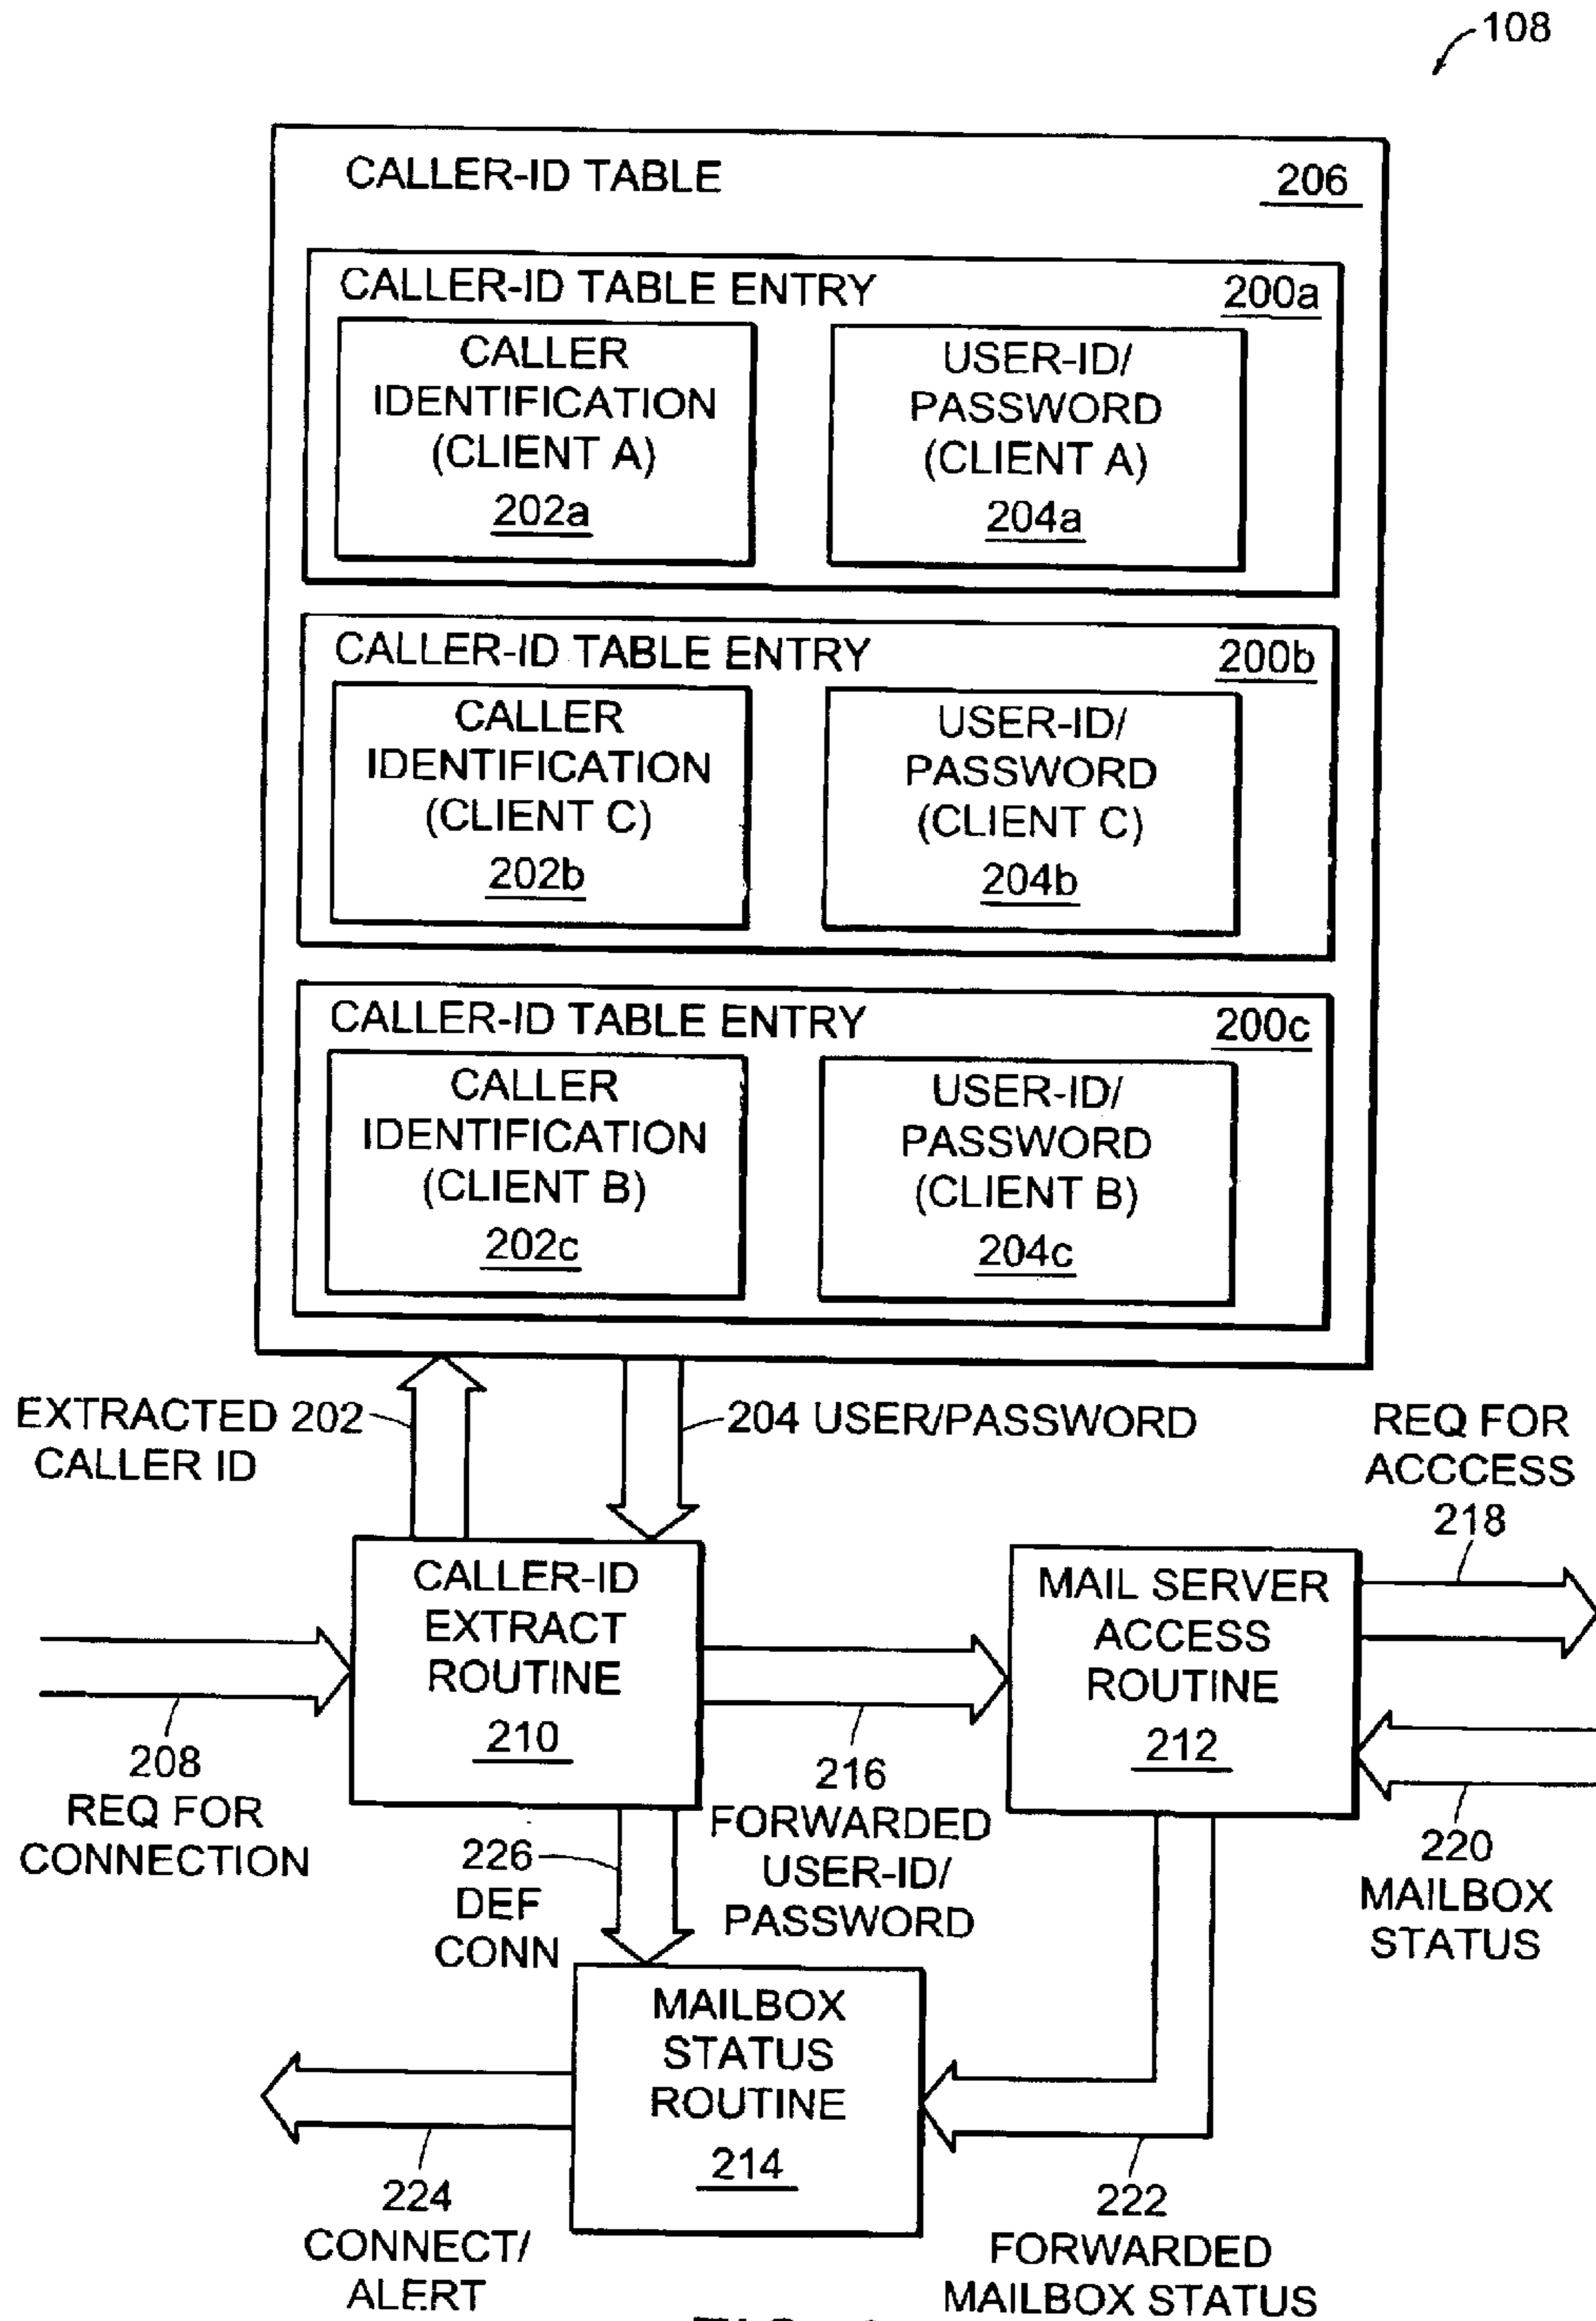 108
CALLER-ID TABLE 206
CALLER-ID TABLE ENTRY 200a
CALLER
IDENTIFICATION
(CLIENT A)
202a
USER-ID/
PASSWORD
(CLIENT A)
204a
CALLER-ID TABLE ENTRY 200b
CALLER
IDENTIFICATION
(CLIENT C)
202b
USER-ID/
PASSWORD
(CLIENT C)
204b
CALLER-ID TABLE ENTRY 200c
CALLER
IDENTIFICATION
(CLIENT B)
202c
USER-ID/
PASSWORD
(CLIENT B)
204c
EXTRACTED 202
CALLER ID
204 USER/PASSWORD
REQ FOR
ACCCESS
218
CALLER-ID
EXTRACT
ROUTINE
210
MAIL SERVER
ACCESS
ROUTINE
212
208
REQ FOR
CONNECTION
216
FORWARDED
USER-ID/
PASSWORD
220
MAILBOX
STATUS
226
DEF
CONN
MAILBOX
STATUS
ROUTINE
214
224
CONNECT/
ALERT
222
FORWARDED
MAILBOX STATUS